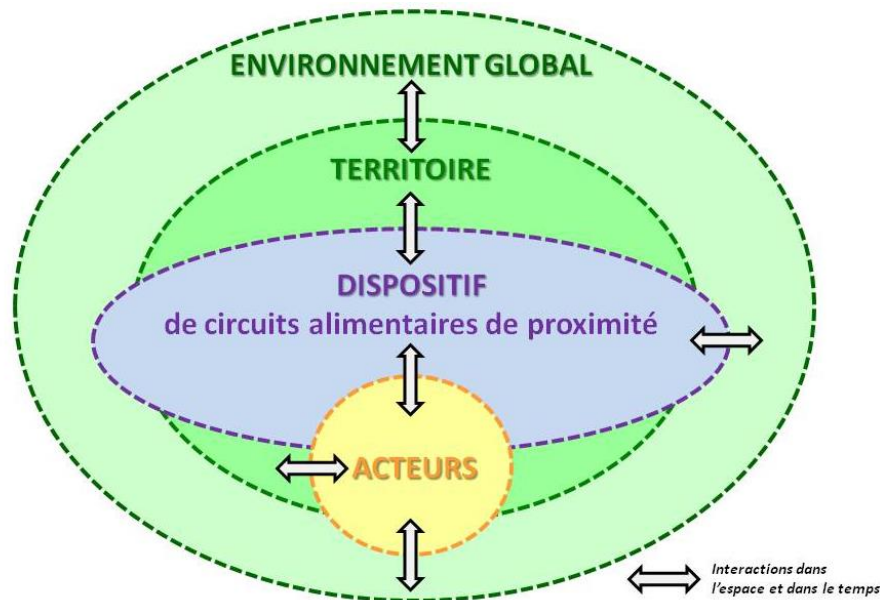 ENVIRONNEMENT GLOBAL
TERRITOIRE
DISPOSITIF
de circuits alimentaires de proximité
ACTEURS
Interactions dans
l'espace et dans le temps